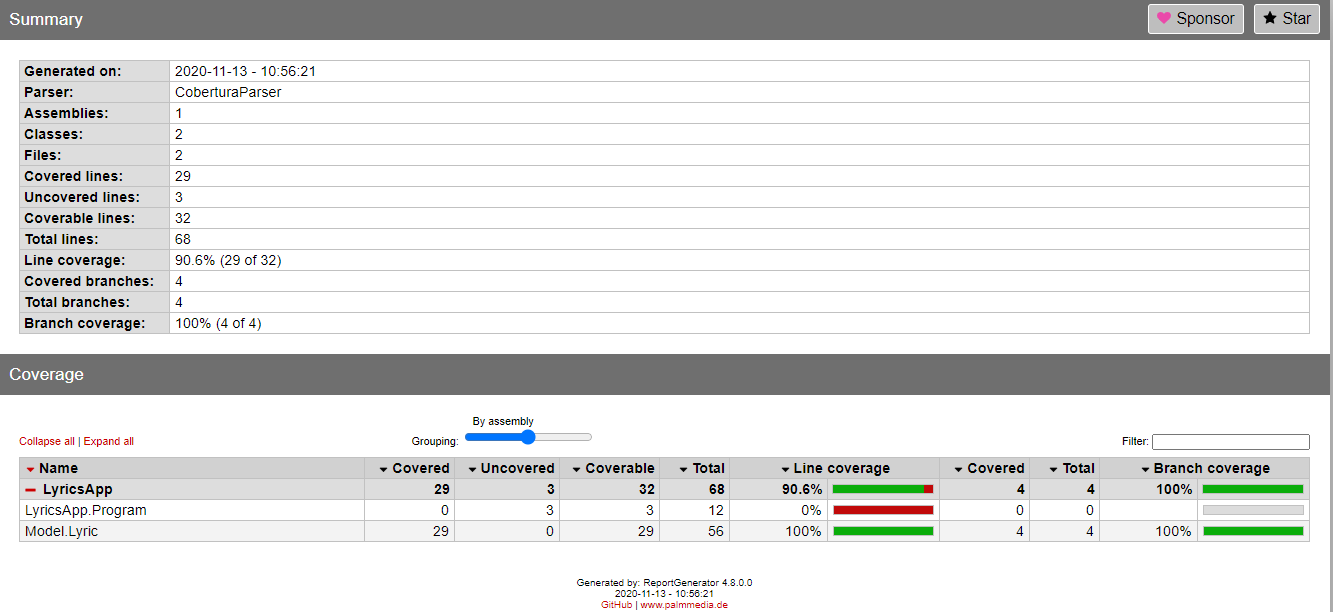 Summary
Sponsor Star
Generated on: 2020-11-13 - 10:56:21
Parser: CoberturaParser
Assemblies: 1
Classes: 2
Files: 2
Covered lines: 29
Uncovered lines: 3
Coverable lines: 32
Total lines: 68
Line coverage: 90.6% (29 of 32)
Covered branches: 4
Total branches: 4
Branch coverage: 100% (4 of 4)
Coverage
By assembly
Collapse all | Expand all Grouping: Filter:
Name Covered Uncovered Coverable Total Line coverage Covered Total Branch coverage
LyricsApp 29 3 32 68 90.6% 4 4 100%
LyricsApp.Program 0 3 3 12 0% 0 0
Model.Lyric 29 0 29 56 100% 4 4 100%
Generated by: ReportGenerator 4.8.0.0
2020-11-13 - 10:56:21
GitHub | www.palmmedia.de